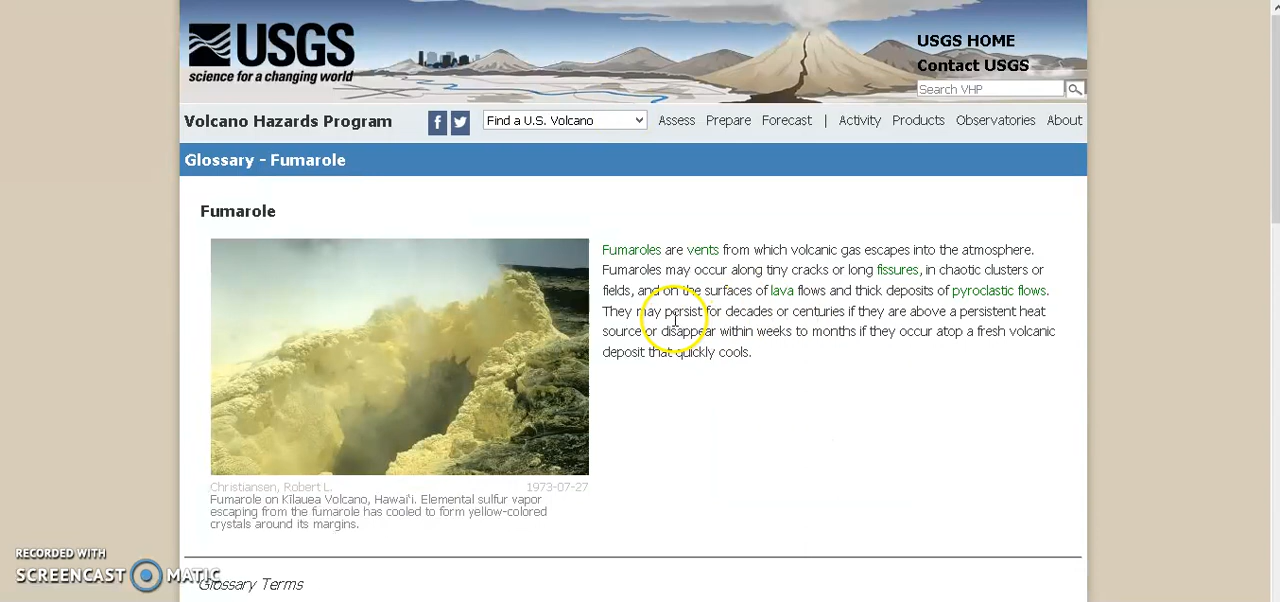 USGS
science for a changing world
USGS HOME
Contact USGS
Search VHP
Volcano Hazards Program
Find a U.S. Volcano
Assess Prepare Forecast | Activity Products Observatories About
Glossary - Fumarole
Fumarole
Fumaroles are vents from which volcanic gas escapes into the atmosphere.
Fumaroles may occur along tiny cracks or long fissures, in chaotic clusters or
fields, and on the surfaces of lava flows and thick deposits of pyroclastic flows.
They may persist for decades or centuries if they are above a persistent heat
source or disappear within weeks to months if they occur atop a fresh volcanic
deposit that quickly cools.
Christiansen, Robert L. 1973-07-27
Fumarole on Kīlauea Volcano, Hawai'i. Elemental sulfur vapor
escaping from the fumarole has cooled to form yellow-colored
crystals around its margins.
RECORDED WITH
SCREENCAST MATIC
Glossary Terms